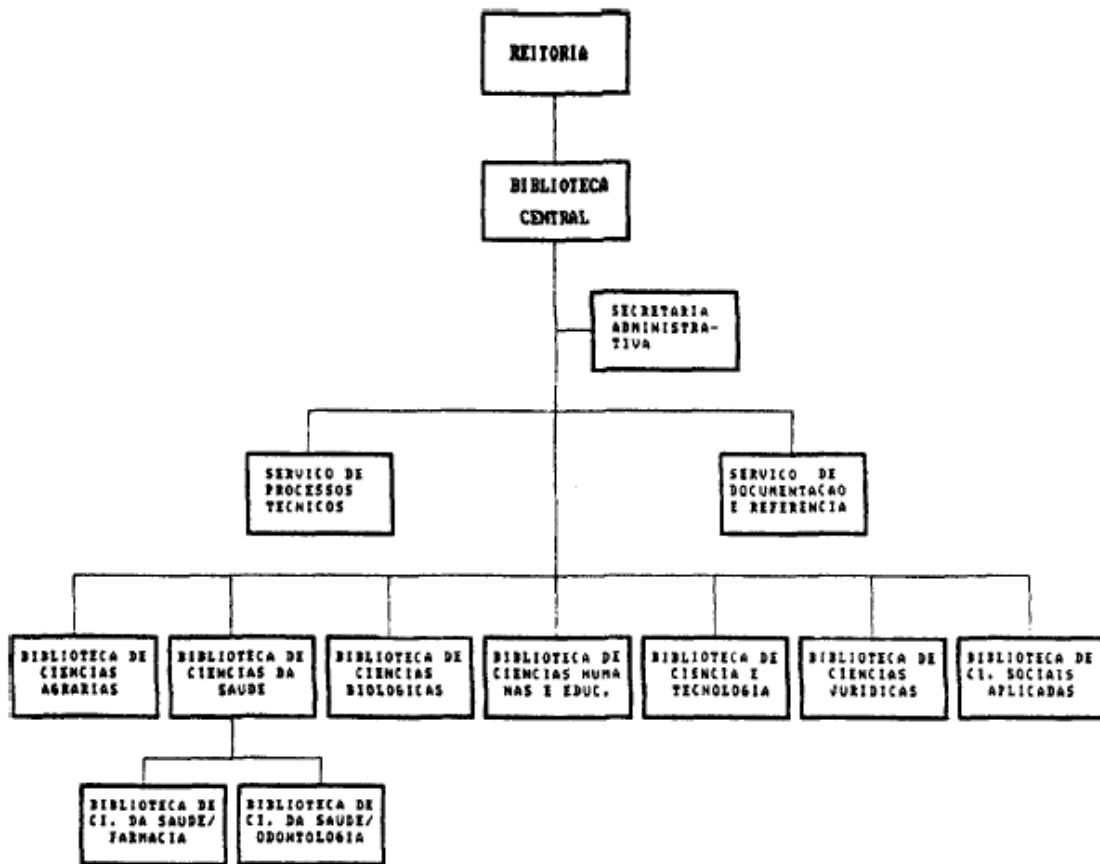 REITORIA
BIBLIOTECA
CENTRAL
SECRETARIA
ADMINISTRA-
TIVA
SERVICO DE
PROCESSOS
TECNICOS
SERVICO DE
DOCUMENTACAO
E REFERENCIA
BIBLIOTECA DE
CIENCIAS
AGRARIAS
BIBLIOTECA DE
CIENCIAS DA
SAUDE
BIBLIOTECA DE
CIENCIAS
BIOLOGICAS
BIBLIOTECA DE
CIENCIAS HUMA
NAS E EDUC.
BIBLIOTECA DE
CIENCIA E
TECNOLOGIA
BIBLIOTECA DE
CIENCIAS
JURIDICAS
BIBLIOTECA DE
CI. SOCIAIS
APLICADAS
BIBLIOTECA DE
CI. DA SAUDE/
FARMACIA
BIBLIOTECA DE
CI. DA SAUDE/
ODONTOLOGIA